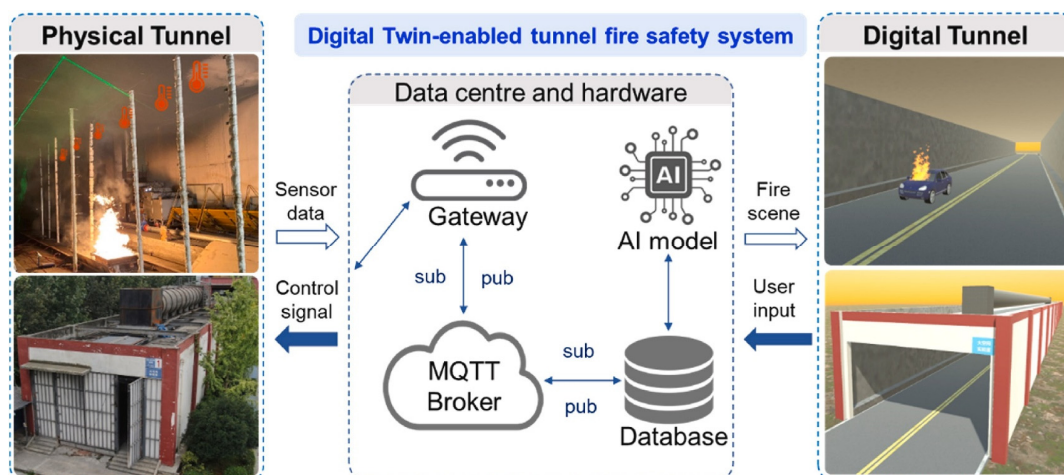 Physical Tunnel
Digital Twin-enabled tunnel fire safety system
Digital Tunnel
Data centre and hardware
Sensor
data
Control
signal
Gateway
AI
AI model
sub
pub
MQTT
Broker
sub
pub
Database
Fire
scene
User
input
1